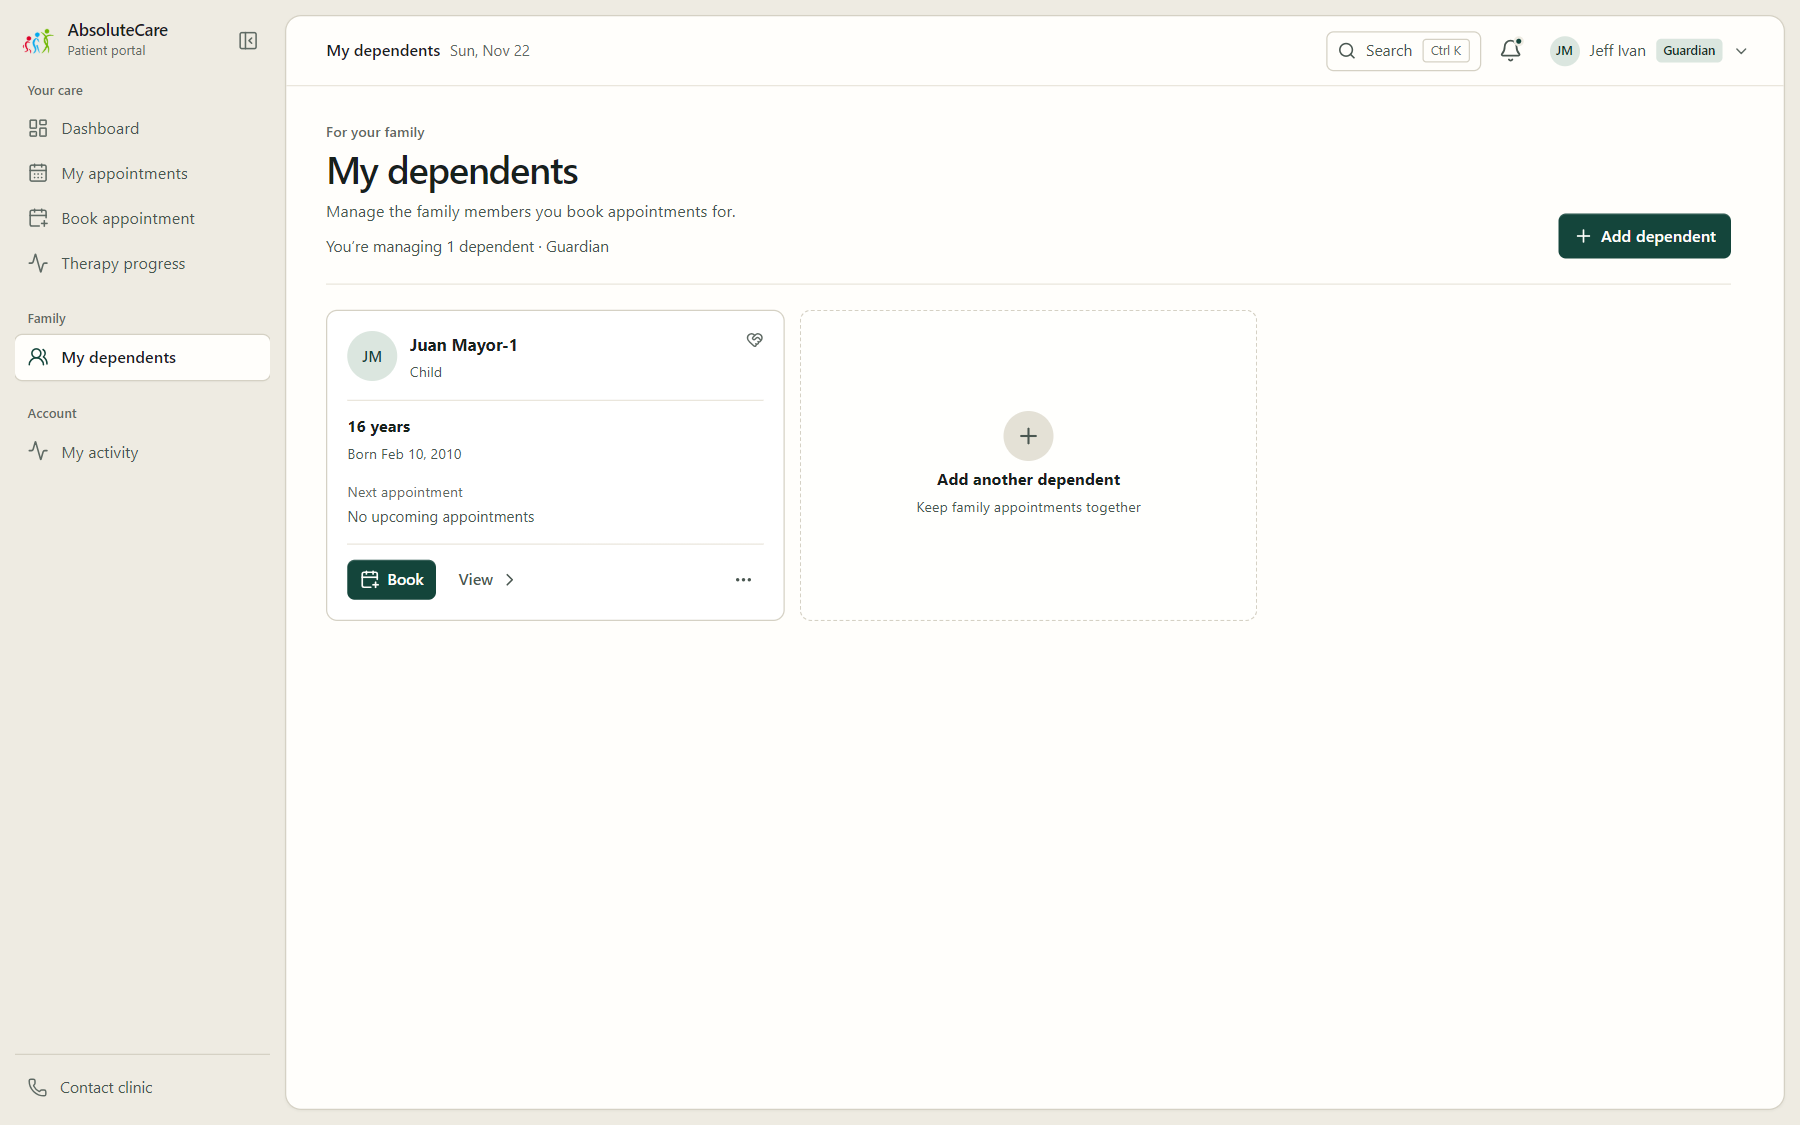 AbsoluteCare
Patient portal
Your care
Dashboard
My appointments
Book appointment
Therapy progress
Family
My dependents
Account
My activity
Contact clinic
My dependents Sun, Nov 22
Search Ctrl K
JM Jeff Ivan Guardian
For your family
My dependents
Manage the family members you book appointments for.
You're managing 1 dependent · Guardian
Add dependent
JM
Juan Mayor-1
Child
16 years
Born Feb 10, 2010
Next appointment
No upcoming appointments
Book View
Add another dependent
Keep family appointments together